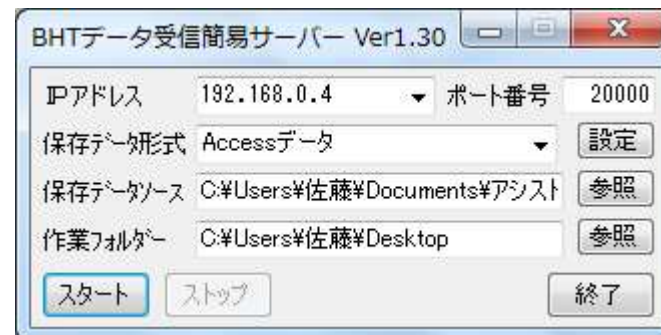 BHTデータ受信簡易サーバー Ver1.30
IPアドレス 192.168.0.4 ポート番号 20000
保存データ形式 Accessデータ 設定
保存データソース C:¥Users¥佐藤¥Documents¥アシスト 参照
作業フォルダー C:¥Users¥佐藤¥Desktop 参照
スタート ストップ 終了